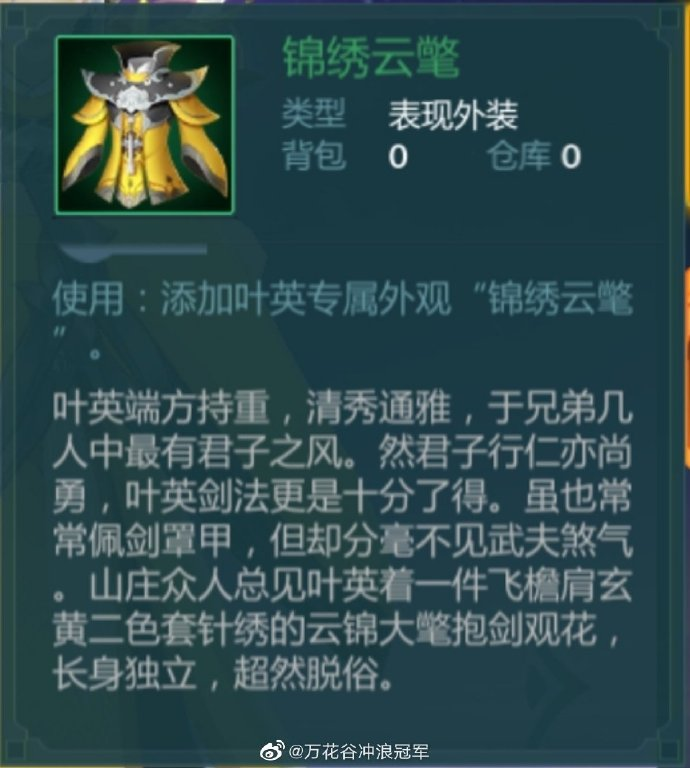 锦绣云氅
类型 表现外装
背包 0 仓库 0
使用：添加叶英专属外观“锦绣云氅
”。
叶英端方持重，清秀通雅，于兄弟几
人中最有君子之风。然君子行仁亦尚
勇，叶英剑法更是十分了得。虽也常
常佩剑罩甲，但却分毫不见武夫煞气
。山庄众人总见叶英着一件飞檐肩玄
黄二色套针绣的云锦大氅抱剑观花，
长身独立，超然脱俗。
@万花谷冲浪冠军